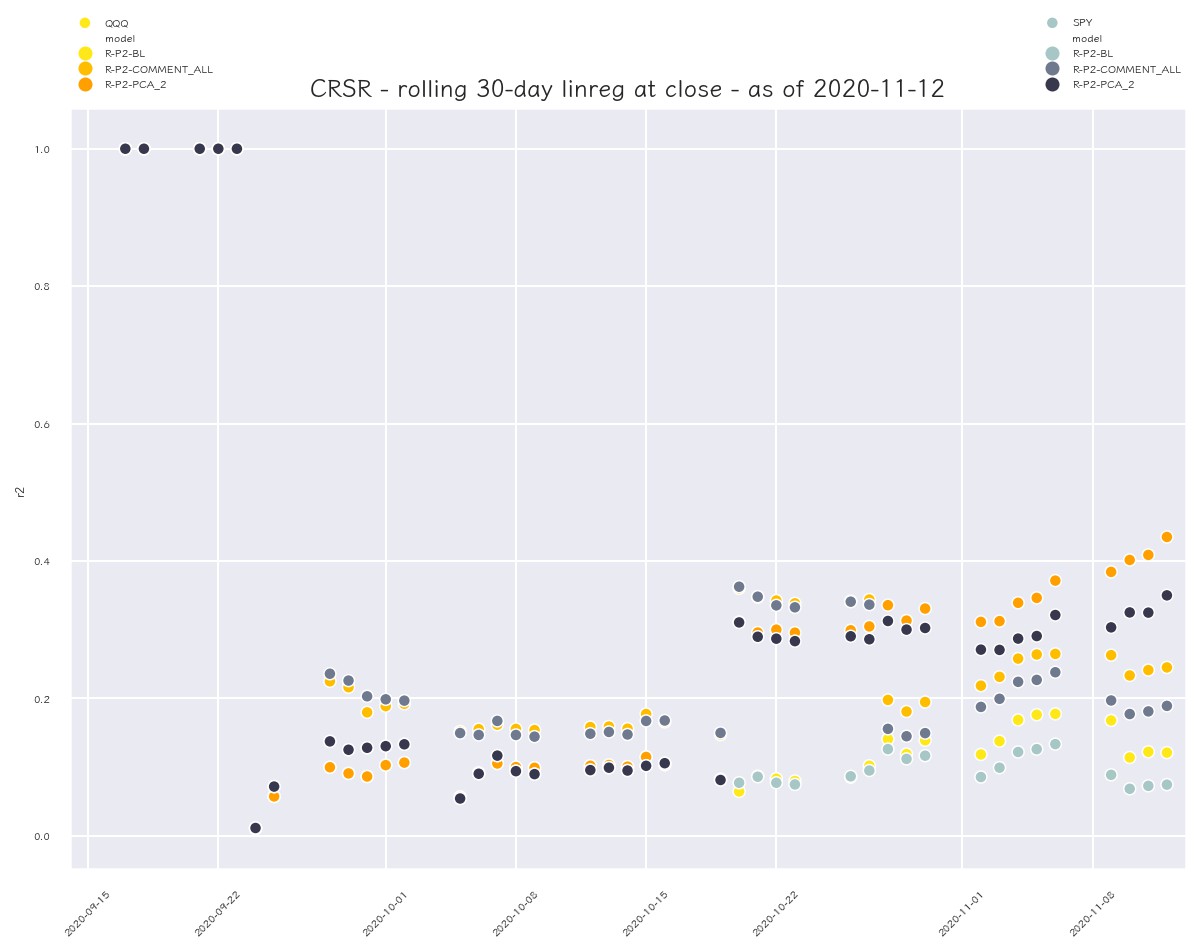 QQQ
model
R-P2-BL
R-P2-COMMENT_ALL
R-P2-PCA_2
SPY
model
R-P2-BL
R-P2-COMMENT_ALL
R-P2-PCA_2
CRSR - rolling 30-day linreg at close - as of 2020-11-12
1.0
0.8
0.6
r2
0.4
0.2
0.0
2020-09-15
2020-09-22
2020-10-01
2020-10-08
2020-10-15
2020-10-22
2020-11-01
2020-11-08